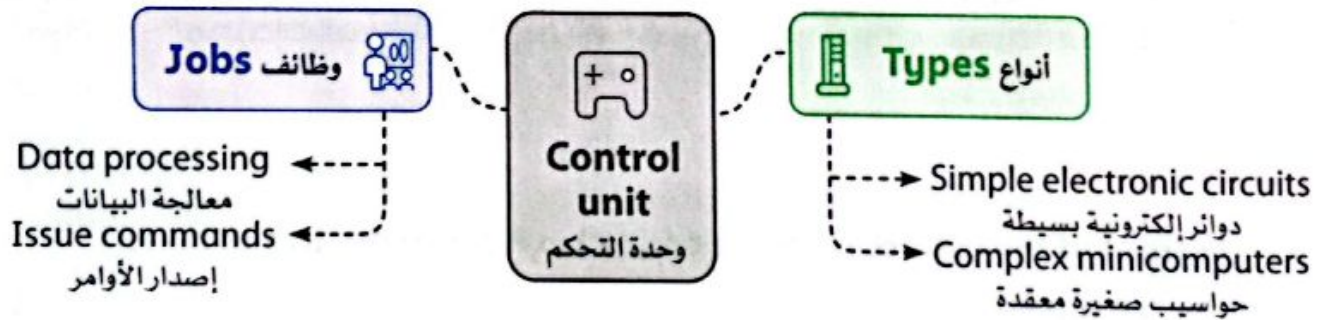 Jobs وظائف
Data processing
معالجة البيانات
Issue commands
إصدار الأوامر
Control
unit
وحدة التحكم
Types أنواع
Simple electronic circuits
دوائر إلكترونية بسيطة
Complex minicomputers
حواسيب صغيرة معقدة